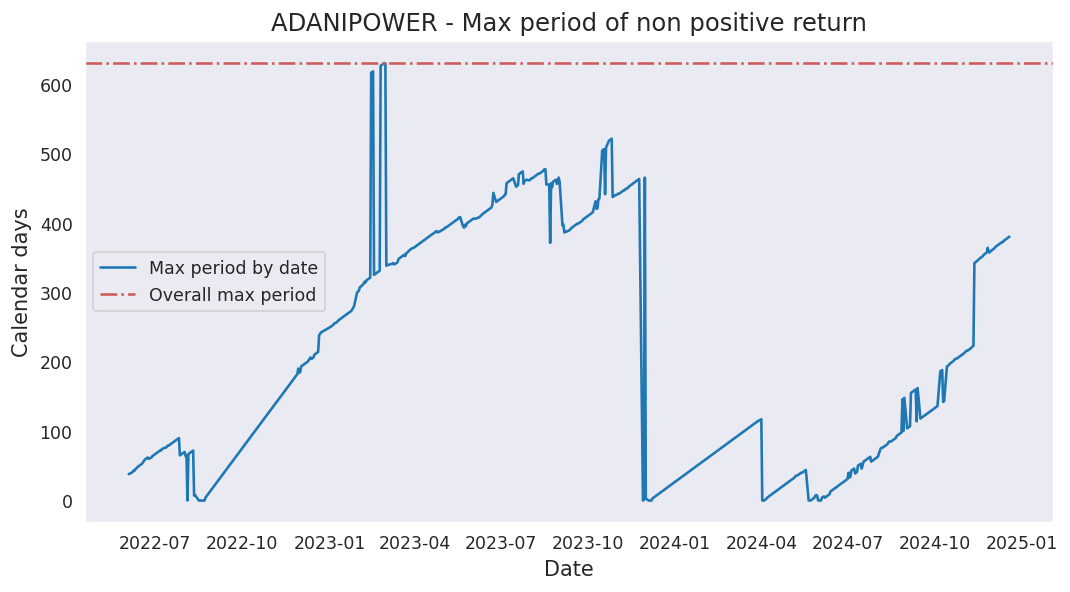 ADANIPOWER - Max period of non positive return
Calendar days
600
500
400
300
200
100
0
Max period by date
Overall max period
2022-07 2022-10 2023-01 2023-04 2023-07 2023-10 2024-01 2024-04 2024-07 2024-10 2025-01
Date